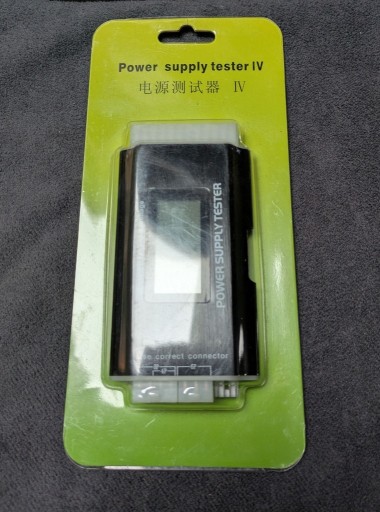 Power supply tester IV
电源测试器 IV
POWER SUPPLY TESTER
correct connector